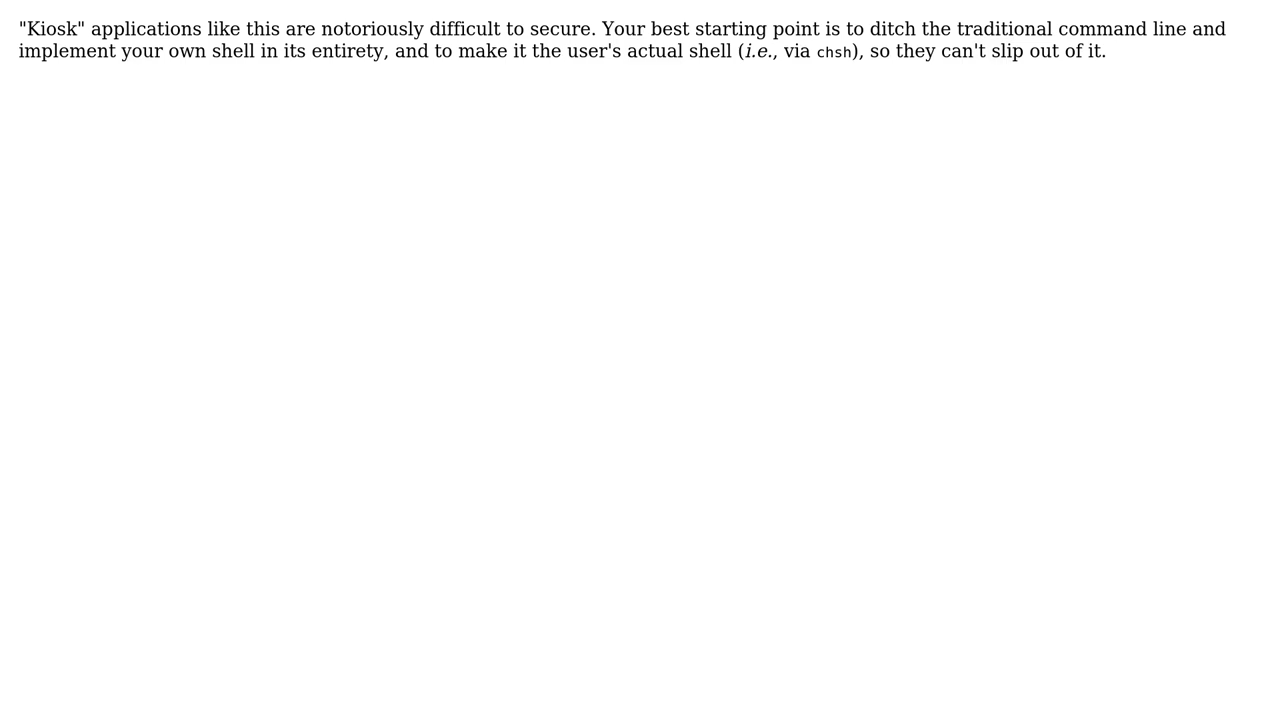 "Kiosk" applications like this are notoriously difficult to secure. Your best starting point is to ditch the traditional command line and
implement your own shell in its entirety, and to make it the user's actual shell (i.e., via chsh), so they can't slip out of it.